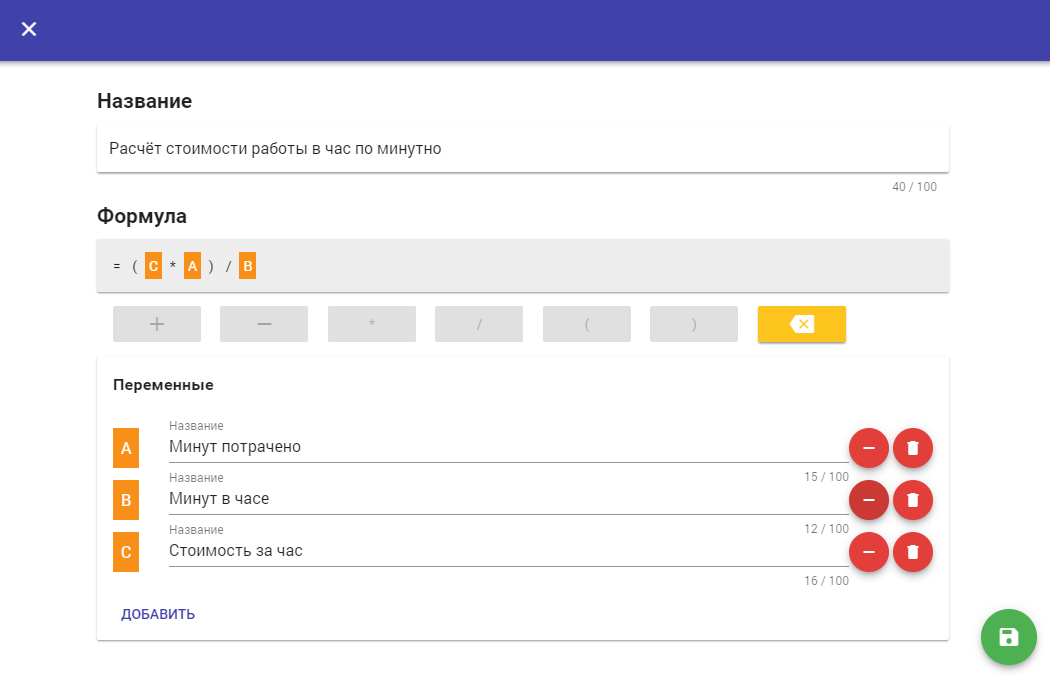 Название
Расчёт стоимости работы в час по минутно
40 / 100
Формула
= ( C * A ) / B
+ − * / ( )
Переменные
Название
A Минут потрачено
15 / 100
Название
B Минут в часе
12 / 100
Название
C Стоимость за час
16 / 100
ДОБАВИТЬ